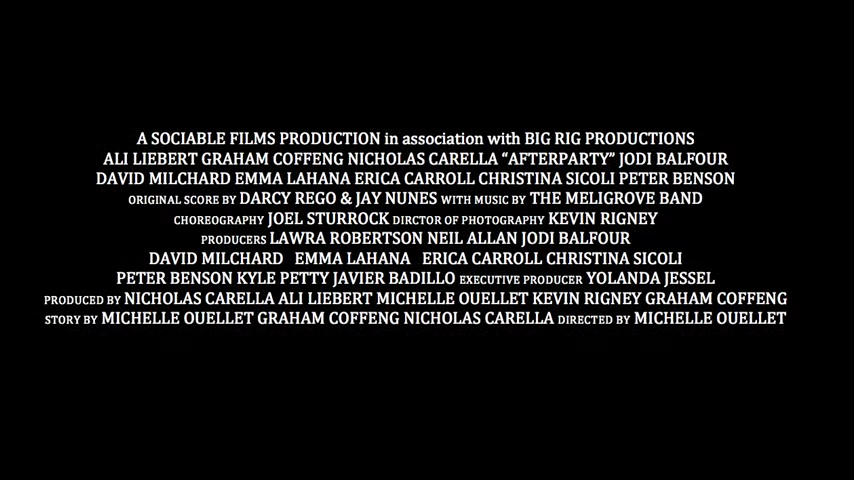 A SOCIABLE FILMS PRODUCTION in association with BIG RIG PRODUCTIONS
ALI LIEBERT GRAHAM COFFENG NICHOLAS CARELLA “AFTERPARTY” JODI BALFOUR
DAVID MILCHARD EMMA LAHANA ERICA CARROLL CHRISTINA SICOLI PETER BENSON
ORIGINAL SCORE BY DARCY REGO & JAY NUNES WITH MUSIC BY THE MELIGROVE BAND
CHOREOGRAPHY JOEL STURROCK DIRCTOR OF PHOTOGRAPHY KEVIN RIGNEY
PRODUCERS LAWRA ROBERTSON NEIL ALLAN JODI BALFOUR
DAVID MILCHARD EMMA LAHANA ERICA CARROLL CHRISTINA SICOLI
PETER BENSON KYLE PETTY JAVIER BADILLO EXECUTIVE PRODUCER YOLANDA JESSEL
PRODUCED BY NICHOLAS CARELLA ALI LIEBERT MICHELLE OUELLET KEVIN RIGNEY GRAHAM COFFENG
STORY BY MICHELLE OUELLET GRAHAM COFFENG NICHOLAS CARELLA DIRECTED BY MICHELLE OUELLET